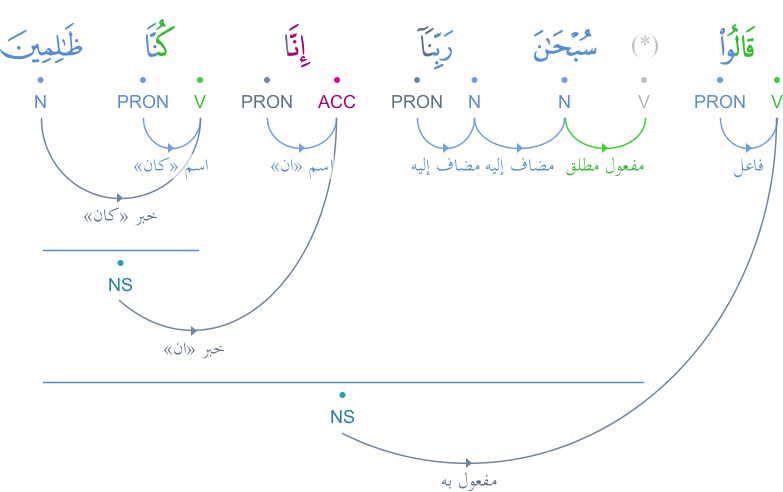 قَالُوا۟ (*) سُبْحَـٰنَ رَبِّنَآ إِنَّا كُنَّا ظَـٰلِمِينَ
V PRON V N N PRON ACC PRON V PRON N
فاعل مفعول مطلق مضاف إليه مضاف إليه اسم «ان» اسم «كان»
خبر «كان»
NS
خبر «ان»
NS
مفعول به